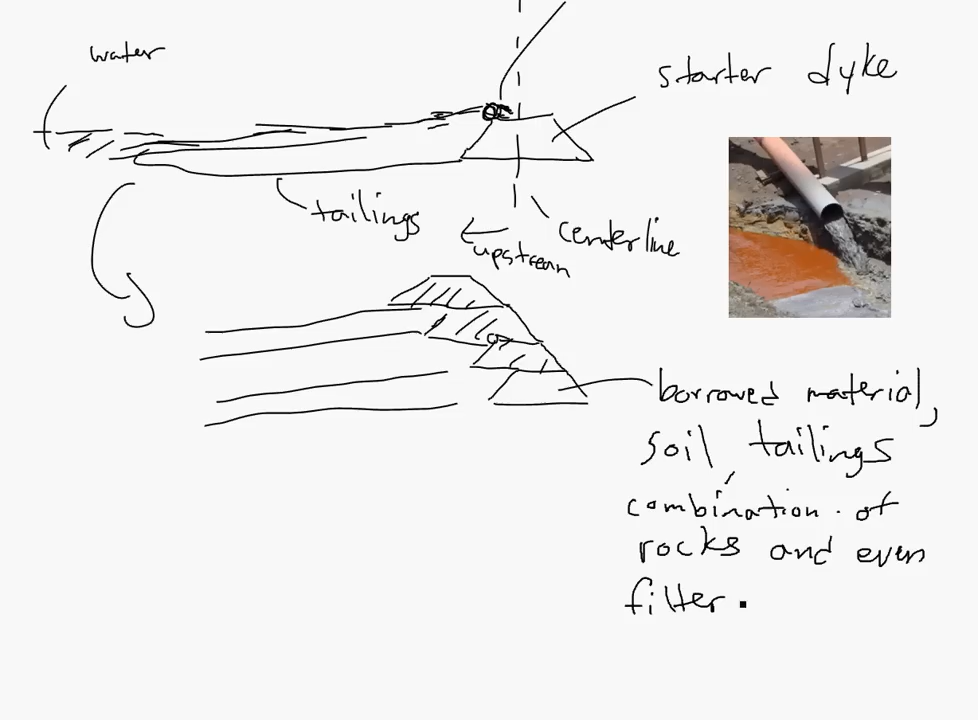 water
starter dyke
tailings
centerline
upstream
borrowed material,
soil, tailings
combination of
rocks and even
filter.